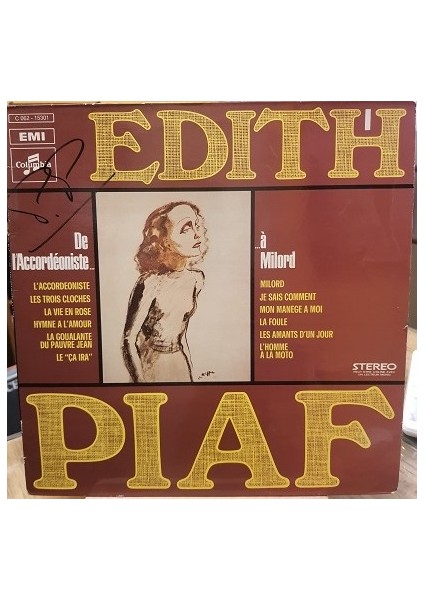 C 062 - 15301
EMI
Columbia
EDITH
De
l'Accordéoniste...
...à
Milord
L'ACCORDEONISTE
LES TROIS CLOCHES
LA VIE EN ROSE
HYMNE A L'AMOUR
LA GOUALANTE
DU PAUVRE JEAN
LE "ÇA IRA"
MILORD
JE SAIS COMMENT
MON MANEGE A MOI
LA FOULE
LES AMANTS D'UN JOUR
L'HOMME
A LA MOTO
STEREO
PIAF